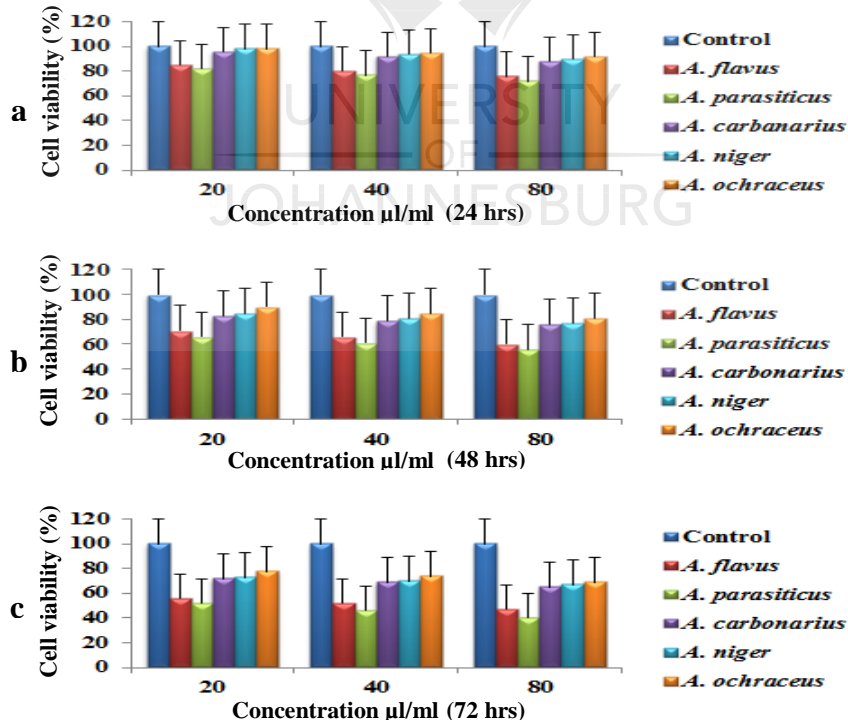 120
100
80
60
40
20
0
Cell viability (%)
a
20 40 80
Concentration µl/ml (24 hrs)
Control
A. flavus
A. parasiticus
A. carbanarius
A. niger
A. ochraceus
UNIVERSITY
OF
JOHANNESBURG
120
100
80
60
40
20
0
Cell viability (%)
b
20 40 80
Concentration µl/ml (48 hrs)
Control
A. flavus
A. parasiticus
A. carbonarius
A. niger
A. ochraceus
120
100
80
60
40
20
0
Cell viability (%)
c
20 40 80
Concentration µl/ml (72 hrs)
Control
A. flavus
A. parasiticus
A. carbonarius
A. niger
A. ochraceus